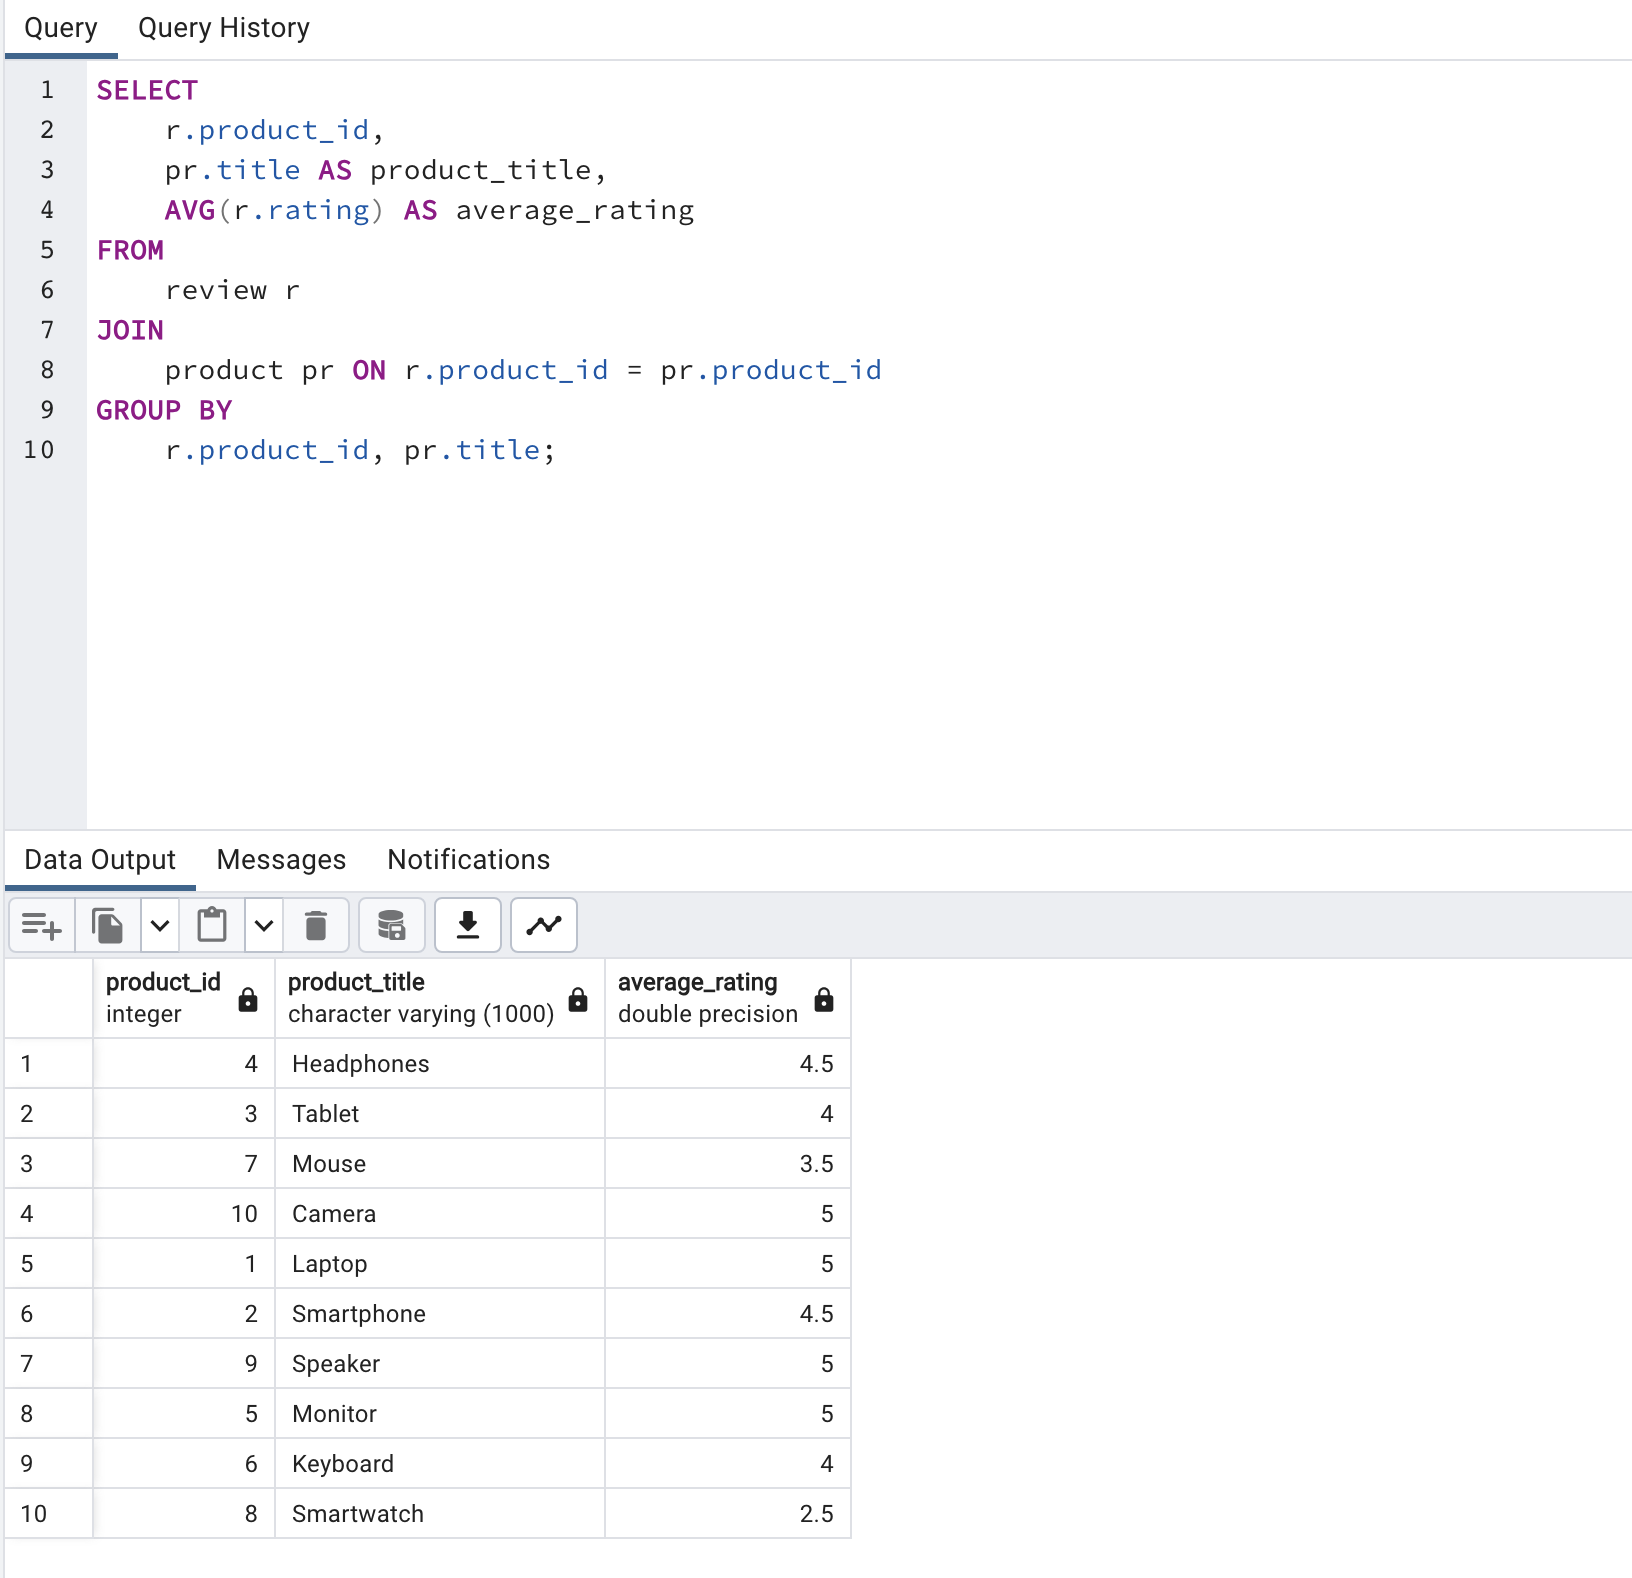 Query Query History
1 SELECT
2     r.product_id,
3     pr.title AS product_title,
4     AVG(r.rating) AS average_rating
5 FROM
6     review r
7 JOIN
8     product pr ON r.product_id = pr.product_id
9 GROUP BY
10     r.product_id, pr.title;
Data Output Messages Notifications
product_id product_title average_rating
integer character varying (1000) double precision
1 4 Headphones 4.5
2 3 Tablet 4
3 7 Mouse 3.5
4 10 Camera 5
5 1 Laptop 5
6 2 Smartphone 4.5
7 9 Speaker 5
8 5 Monitor 5
9 6 Keyboard 4
10 8 Smartwatch 2.5